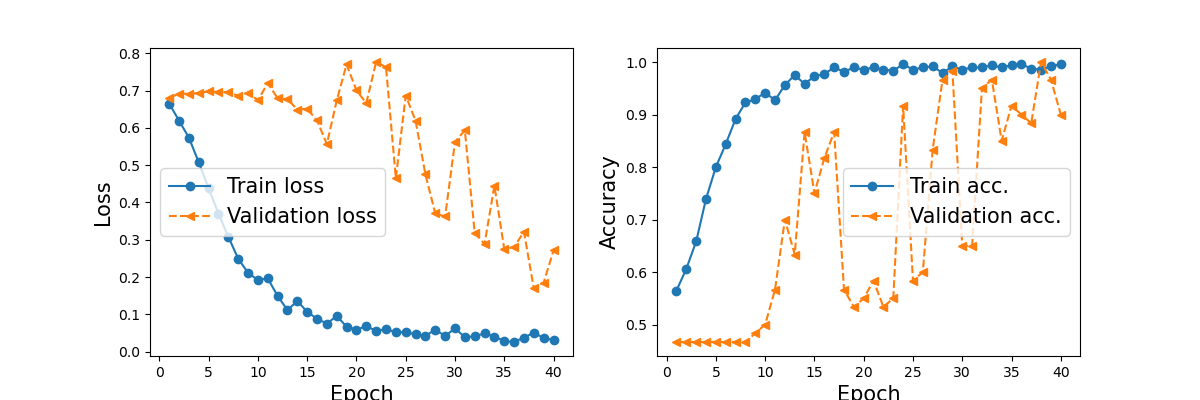 0.8
0.7
0.6
0.5
0.4
0.3
0.2
0.1
0.0
Loss
Train loss
Validation loss
0 5 10 15 20 25 30 35 40
Epoch
1.0
0.9
0.8
0.7
0.6
0.5
Accuracy
Train acc.
Validation acc.
0 5 10 15 20 25 30 35 40
Epoch